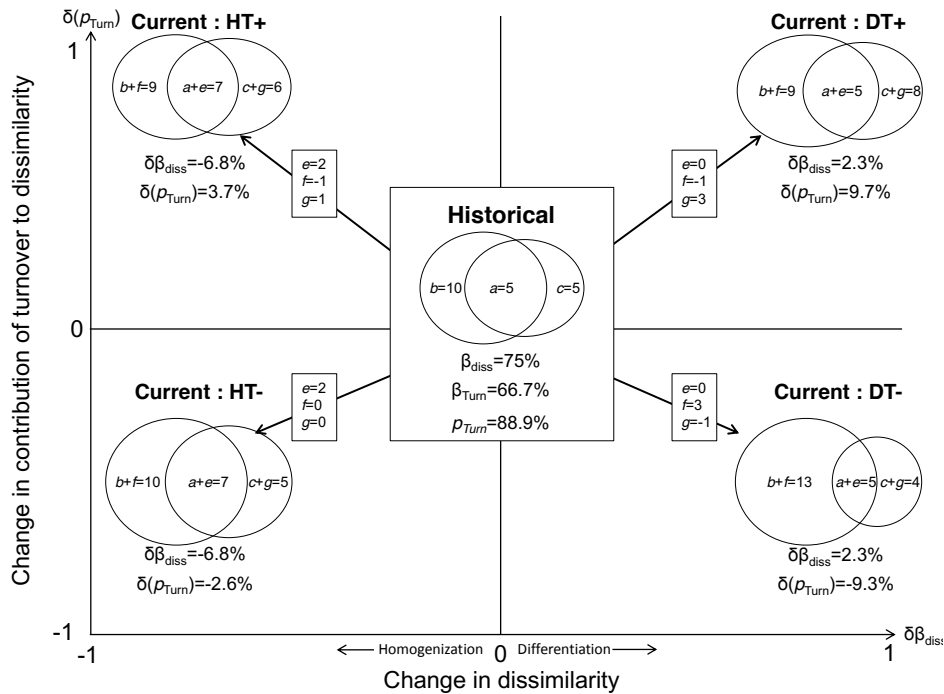 δ(pTurn)
Current : HT+
Current : DT+
1
b+f=9
a+e=7
c+g=6
b+f=9
a+e=5
c+g=8
δβdiss=-6.8%
δ(pTurn)=3.7%
e=2
f=-1
g=1
e=0
f=-1
g=3
δβdiss=2.3%
δ(pTurn)=9.7%
Historical
b=10
a=5
c=5
βdiss=75%
βTurn=66.7%
pTurn=88.9%
0
Change in contribution of turnover to dissimilarity
Current : HT-
Current : DT-
e=2
f=0
g=0
e=0
f=3
g=-1
b+f=10
a+e=7
c+g=5
b+f=13
a+e=5
c+g=4
δβdiss=-6.8%
δ(pTurn)=-2.6%
δβdiss=2.3%
δ(pTurn)=-9.3%
-1
δβdiss
-1
Homogenization
0
Differentiation
1
Change in dissimilarity